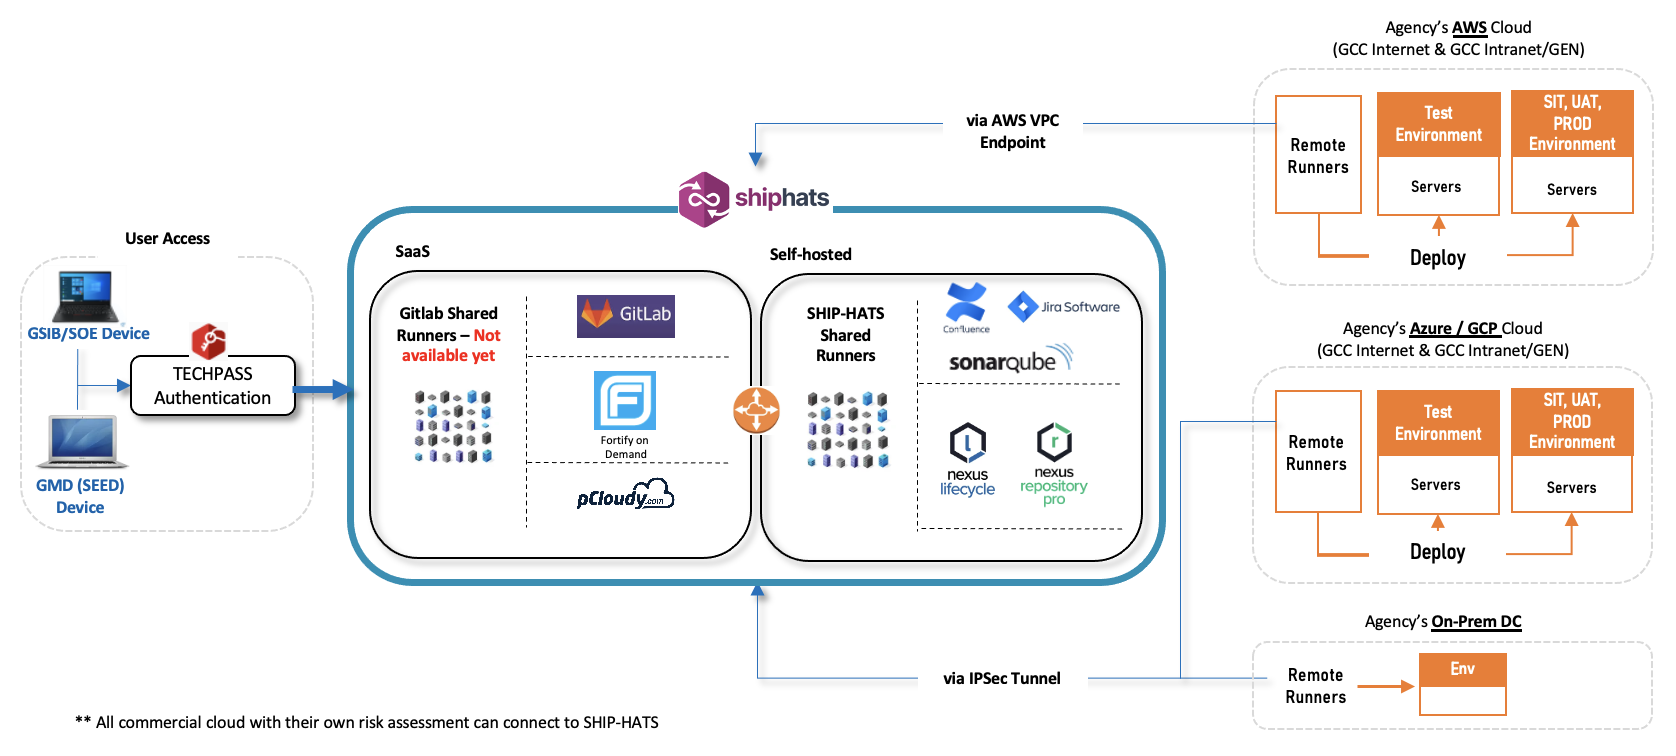 Agency's AWS Cloud
(GCC Internet & GCC Intranet/GEN)
Remote
Runners
Test
Environment
Servers
SIT, UAT,
PROD
Environment
Servers
Deploy
via AWS VPC
Endpoint
shiphats
User Access
GSIB/SOE Device
TECHPASS
Authentication
GMD (SEED)
Device
SaaS
Gitlab Shared
Runners – Not
available yet
GitLab
Fortify on
Demand
pCloudy.com
Self-hosted
SHIP-HATS
Shared
Runners
Confluence
Jira Software
sonarqube
nexus
lifecycle
nexus
repository
pro
Agency's Azure / GCP Cloud
(GCC Internet & GCC Intranet/GEN)
Remote
Runners
Test
Environment
Servers
SIT, UAT,
PROD
Environment
Servers
Deploy
Agency's On-Prem DC
via IPSec Tunnel
Remote
Runners
Env
** All commercial cloud with their own risk assessment can connect to SHIP-HATS